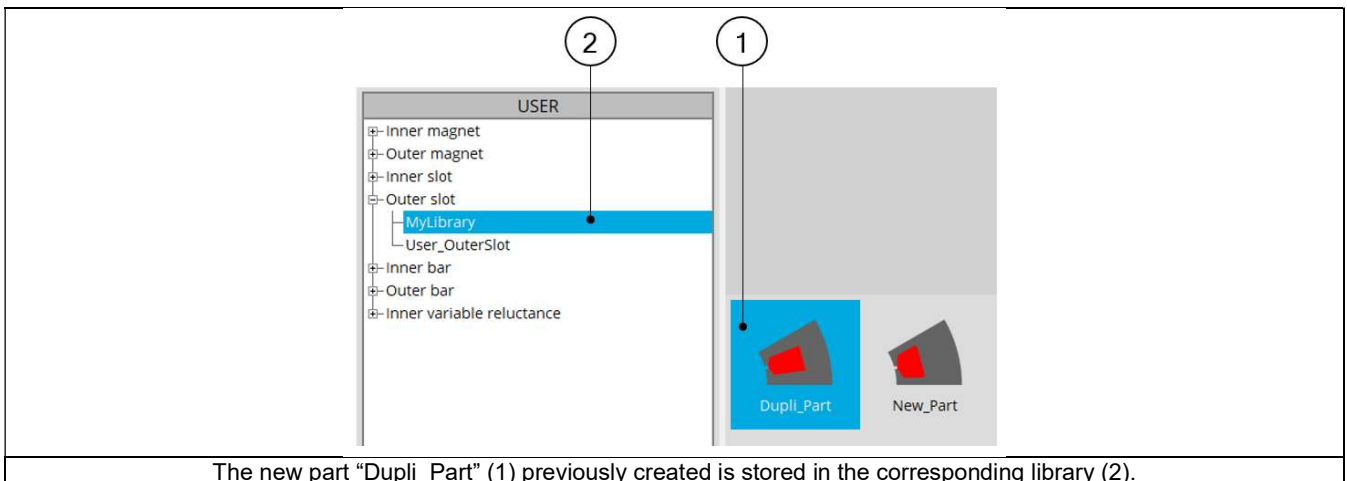 2
1
USER
Inner magnet
Outer magnet
Inner slot
Outer slot
MyLibrary
User_OuterSlot
Inner bar
Outer bar
Inner variable reluctance
Dupli_Part
New_Part
The new part “Dupli_Part” (1) previously created is stored in the corresponding library (2).